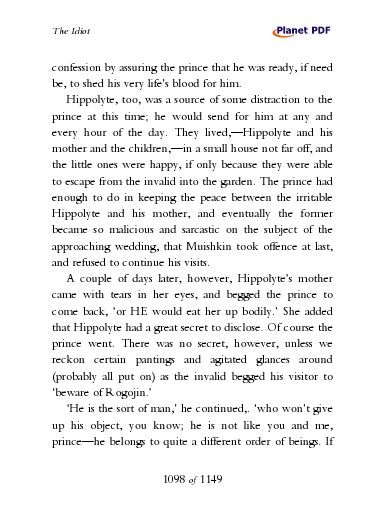 The Idiot
Planet PDF
confession by assuring the prince that he was ready, if need
be, to shed his very life's blood for him.
Hippolyte, too, was a source of some distraction to the
prince at this time; he would send for him at any and
every hour of the day. They lived,—Hippolyte and his
mother and the children,—in a small house not far off, and
the little ones were happy, if only because they were able
to escape from the invalid into the garden. The prince had
enough to do in keeping the peace between the irritable
Hippolyte and his mother, and eventually the former
became so malicious and sarcastic on the subject of the
approaching wedding, that Muishkin took offence at last,
and refused to continue his visits.
A couple of days later, however, Hippolyte's mother
came with tears in her eyes, and begged the prince to
come back, 'or HE would eat her up bodily.' She added
that Hippolyte had a great secret to disclose. Of course the
prince went. There was no secret, however, unless we
reckon certain pantings and agitated glances around
(probably all put on) as the invalid begged his visitor to
'beware of Rogojin.'
'He is the sort of man,' he continued,. 'who won't give
up his object, you know; he is not like you and me,
prince—he belongs to quite a different order of beings. If
1098 of 1149